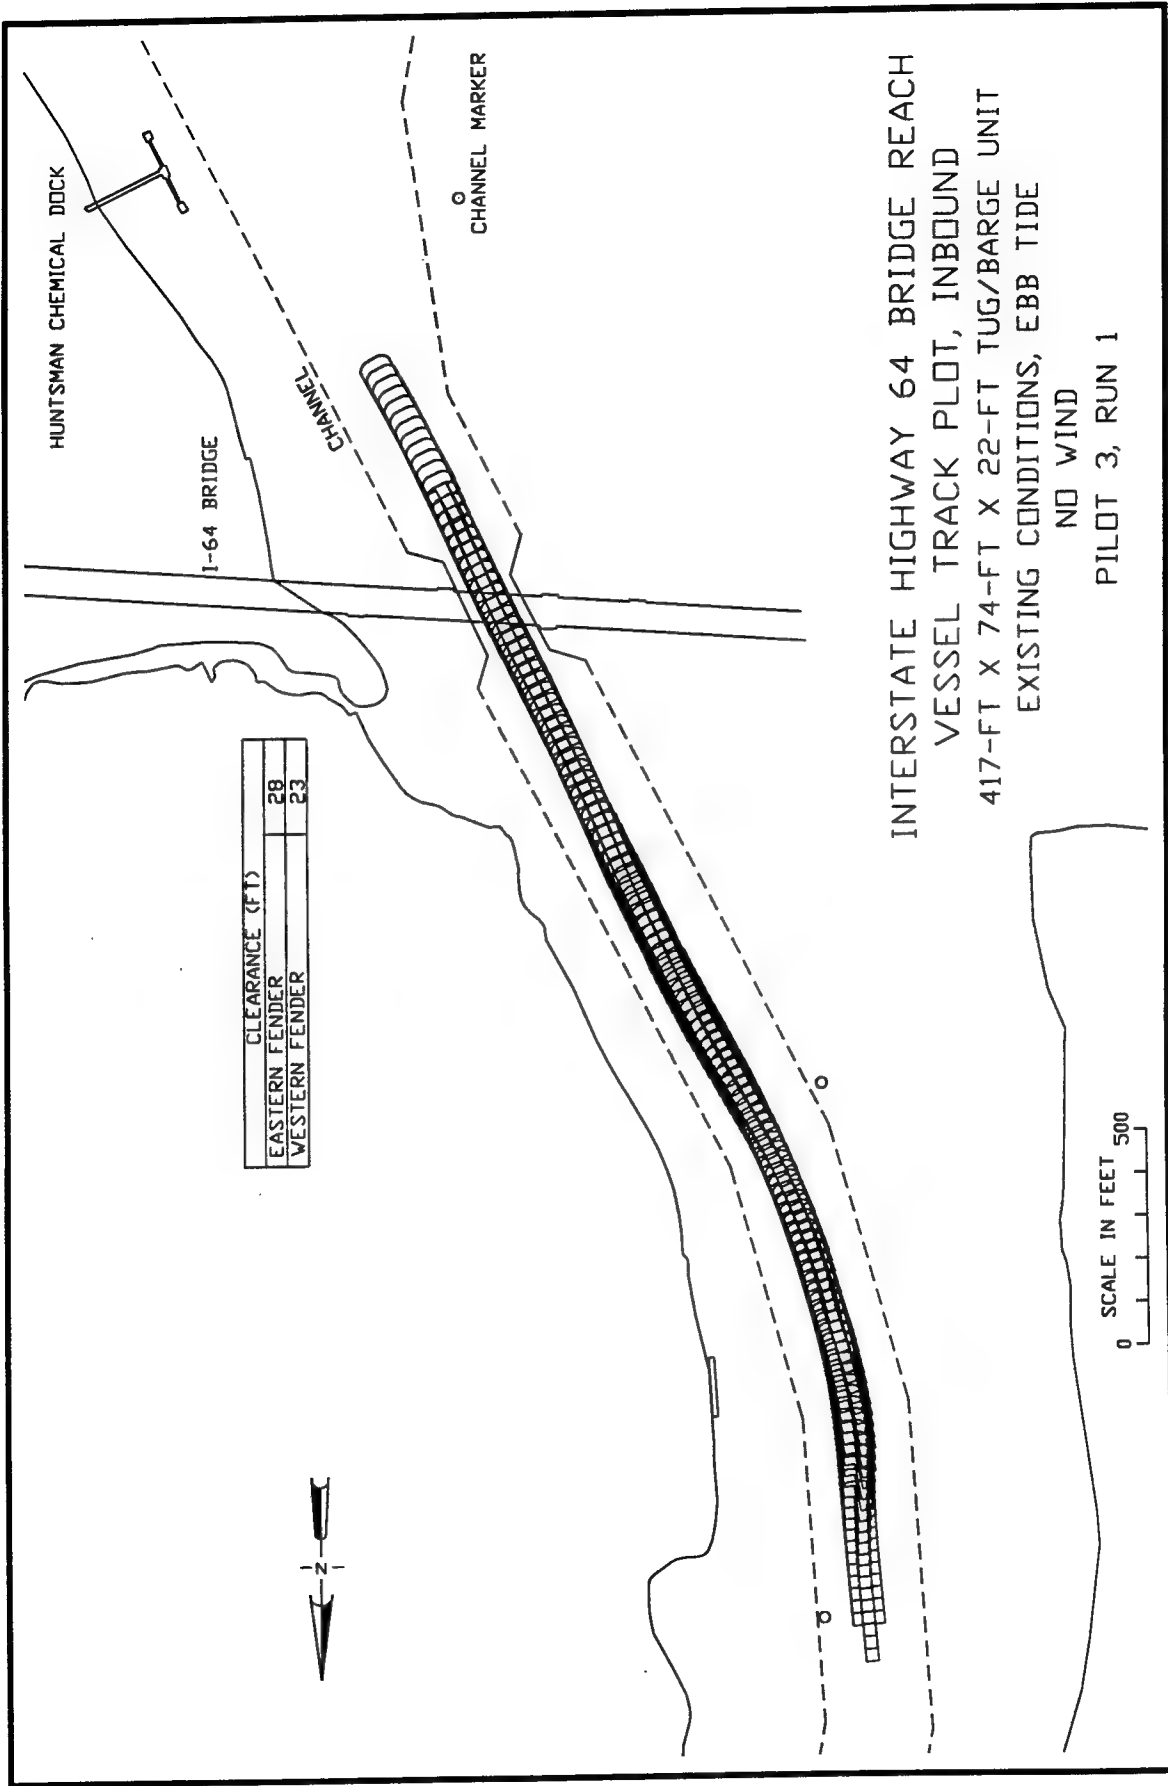 HUNTSMAN CHEMICAL DOCK
CHANNEL MARKER
CHANNEL
I-64 BRIDGE
CLEARANCE (FT)
EASTERN FENDER 28
WESTERN FENDER 23
N
INTERSTATE HIGHWAY 64 BRIDGE REACH
VESSEL TRACK PLOT, INBOUND
417-FT X 74-FT X 22-FT TUG/BARGE UNIT
EXISTING CONDITIONS, EBB TIDE
NO WIND
PILOT 3, RUN 1
SCALE IN FEET
0 500